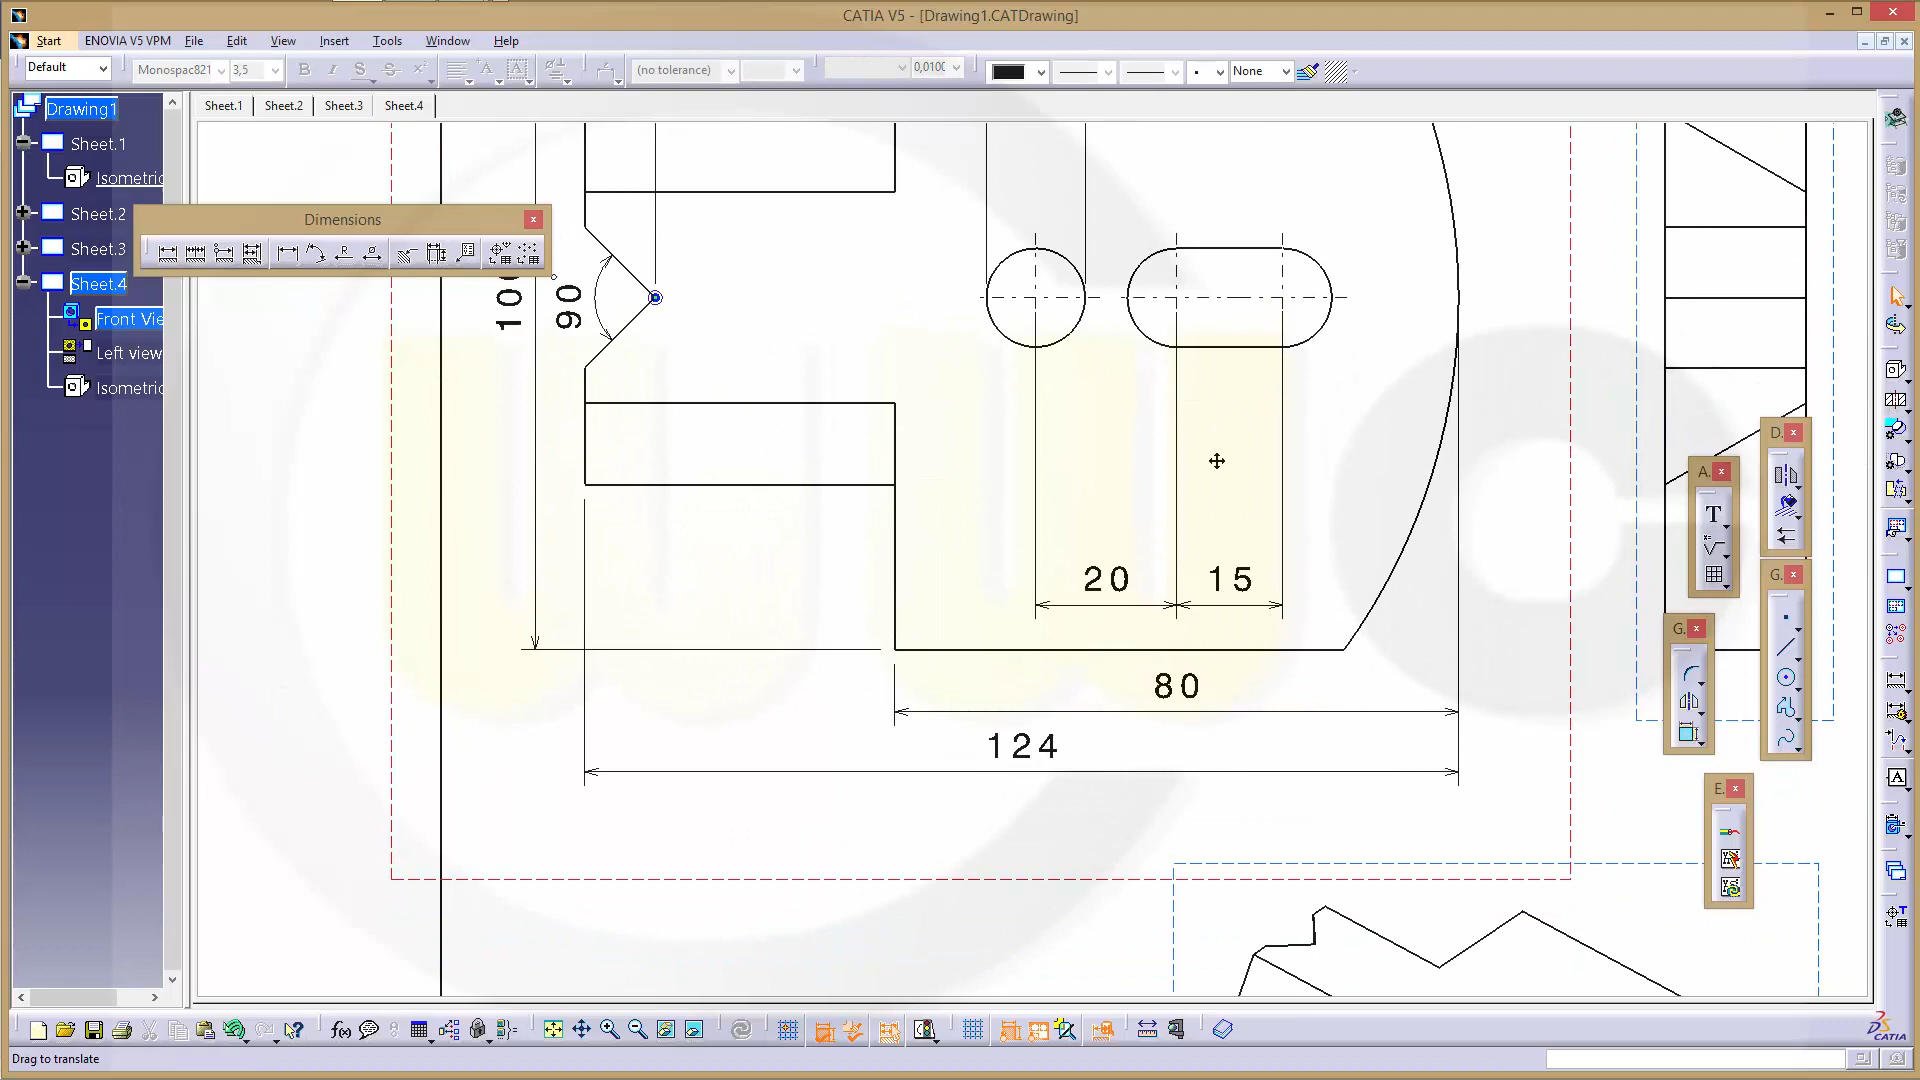 CATIA V5 - [Drawing1.CATDrawing]
Start ENOVIA V5 VPM File Edit View Insert Tools Window Help
Default Monospac821 3,5 B I S S (no tolerance) 0,0100 None
Sheet.1 Sheet.2 Sheet.3 Sheet.4
Drawing1
Sheet.1
Isometric
Sheet.2
Sheet.3
Sheet.4
Front Vie
Left view
Isometric
Dimensions
90
20
15
80
124
D.
A.
G.
G.
E.
CATIA
Drag to translate